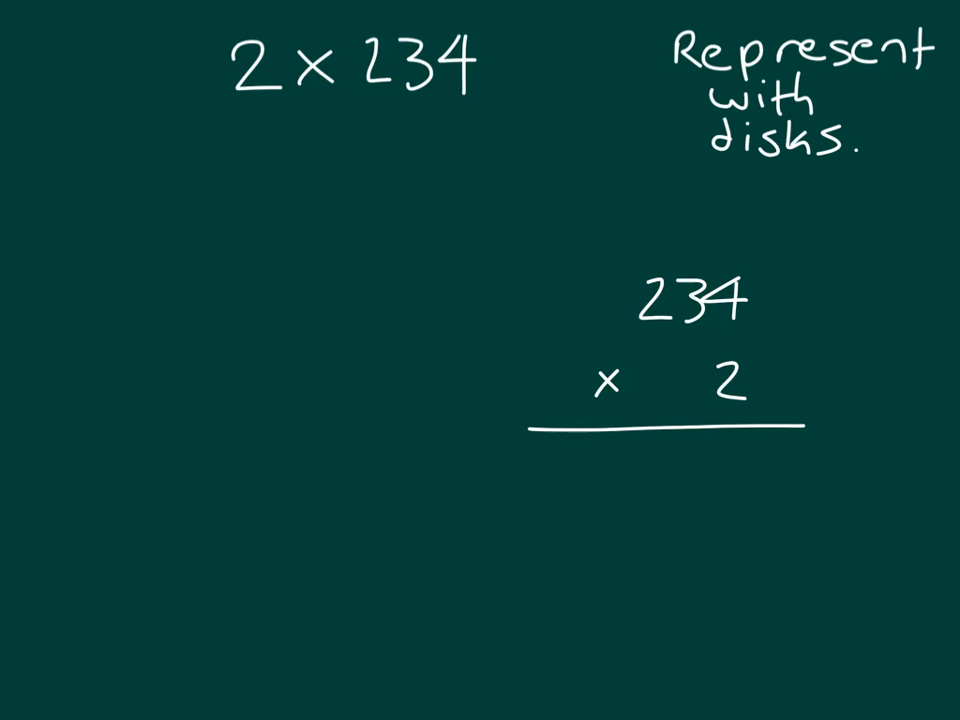 2 x 234
Represent
with
disks.
234
x 2